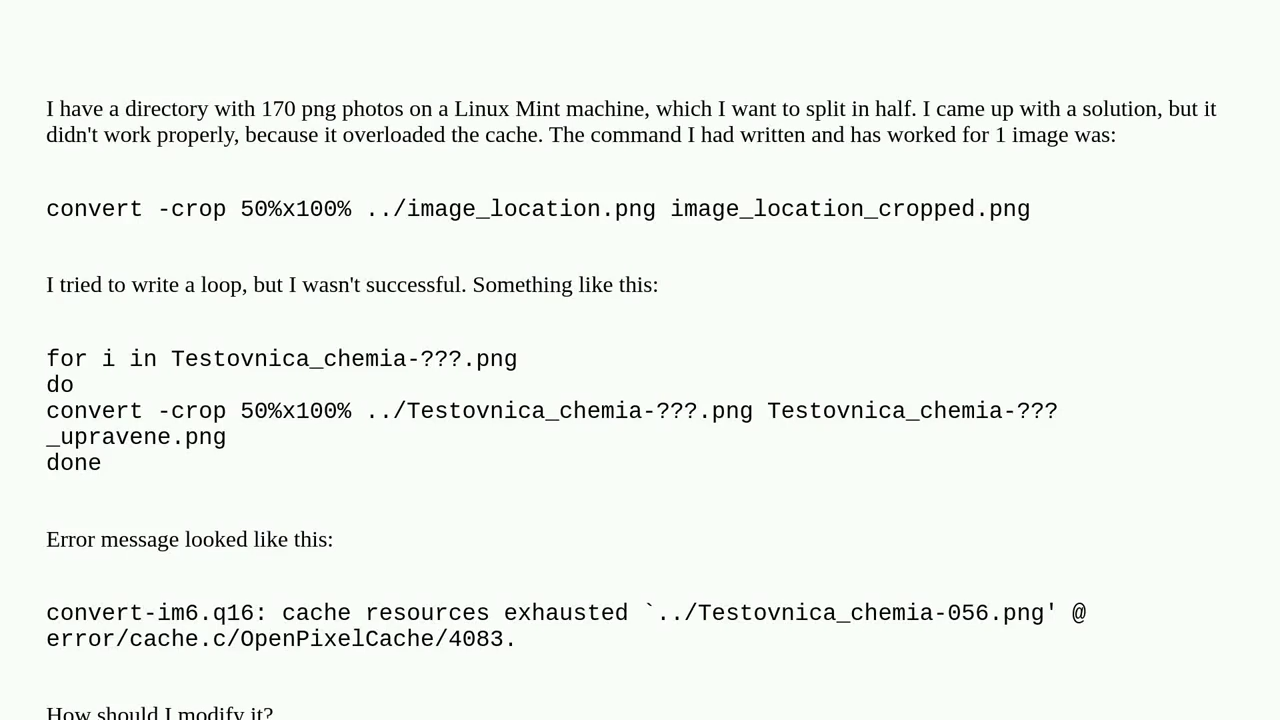 I have a directory with 170 png photos on a Linux Mint machine, which I want to split in half. I came up with a solution, but it
didn't work properly, because it overloaded the cache. The command I had written and has worked for 1 image was:
convert -crop 50%x100% ../image_location.png image_location_cropped.png
I tried to write a loop, but I wasn't successful. Something like this:
for i in Testovnica_chemia-???.png
do
convert -crop 50%x100% ../Testovnica_chemia-???.png Testovnica_chemia-???
_upravene.png
done
Error message looked like this:
convert-im6.q16: cache resources exhausted `../Testovnica_chemia-056.png' @
error/cache.c/OpenPixelCache/4083.
How should I modify it?